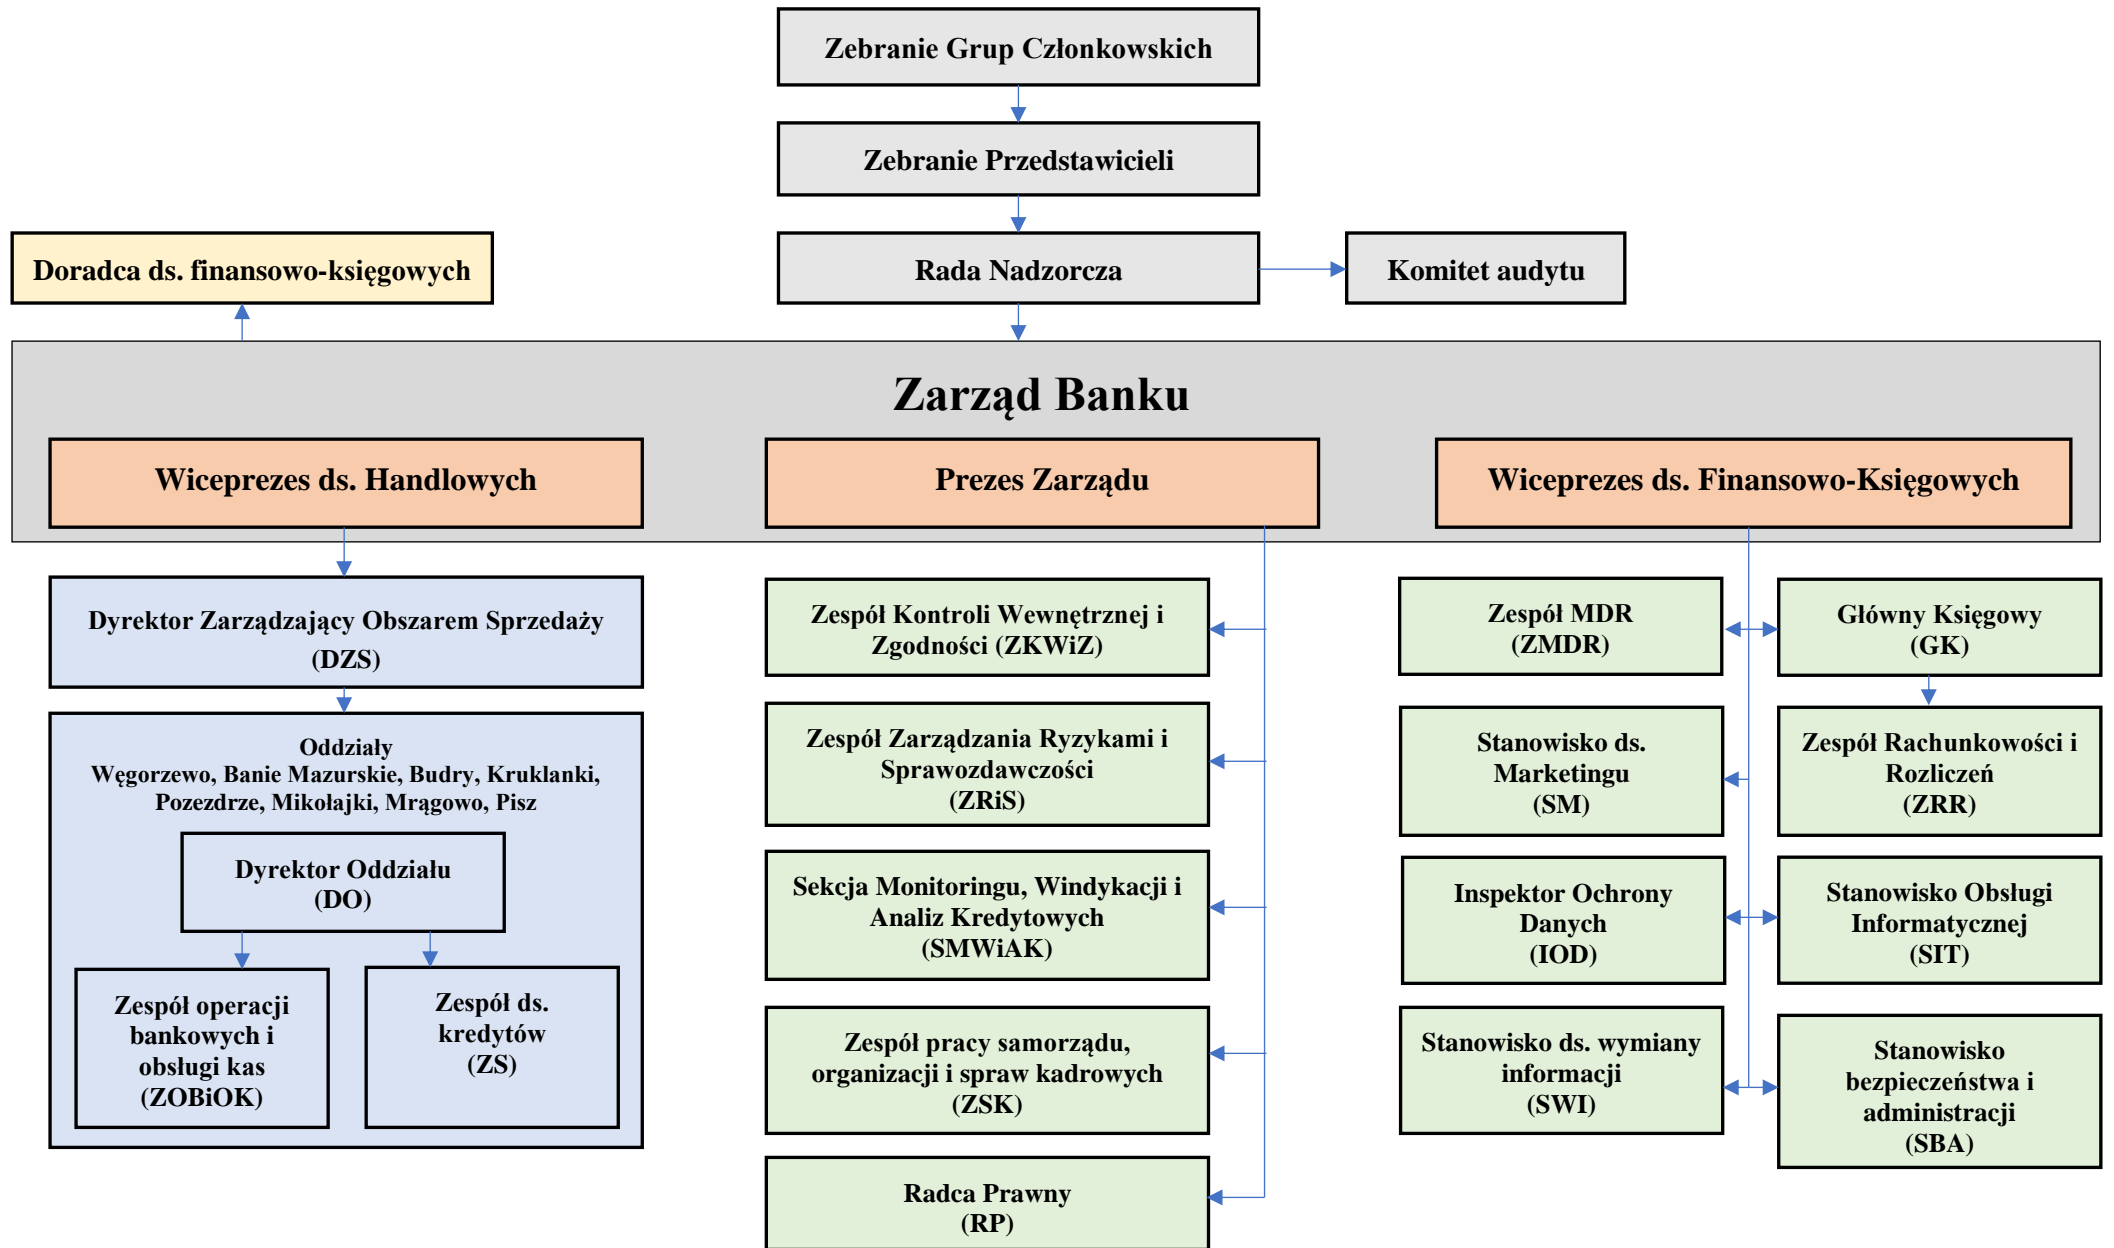 Zebranie Grup Członkowskich
Zebranie Przedstawicieli
Doradca ds. finansowo-księgowych
Rada Nadzorcza
Komitet audytu
Zarząd Banku
Wiceprezes ds. Handlowych
Prezes Zarządu
Wiceprezes ds. Finansowo-Księgowych
Dyrektor Zarządzający Obszarem Sprzedaży
(DZS)
Oddziały
Węgorzewo, Banie Mazurskie, Budry, Kruklanki,
Pozezdrze, Mikołajki, Mrągowo, Pisz
Dyrektor Oddziału
(DO)
Zespół operacji
bankowych i
obsługi kas
(ZOBiOK)
Zespół ds.
kredytów
(ZS)
Zespół Kontroli Wewnętrznej i
Zgodności (ZKWiZ)
Zespół Zarządzania Ryzykami i
Sprawozdawczości
(ZRiS)
Sekcja Monitoringu, Windykacji i
Analiz Kredytowych
(SMWiAK)
Zespół pracy samorządu,
organizacji i spraw kadrowych
(ZSK)
Radca Prawny
(RP)
Zespół MDR
(ZMDR)
Główny Księgowy
(GK)
Stanowisko ds.
Marketingu
(SM)
Zespół Rachunkowości i
Rozliczeń
(ZRR)
Inspektor Ochrony
Danych
(IOD)
Stanowisko Obsługi
Informatycznej
(SIT)
Stanowisko ds. wymiany
informacji
(SWI)
Stanowisko
bezpieczeństwa i
administracji
(SBA)